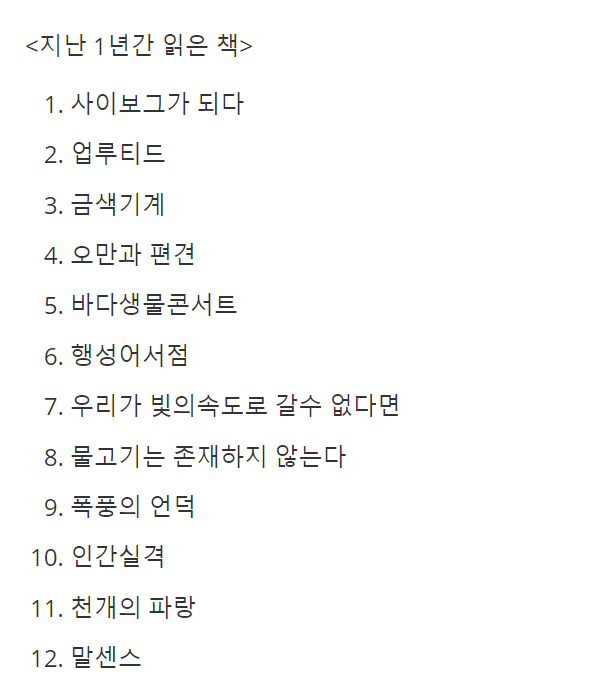 <지난 1년간 읽은 책>
1. 사이보그가 되다
2. 업루티드
3. 금색기계
4. 오만과 편견
5. 바다생물콘서트
6. 행성어서점
7. 우리가 빛의속도로 갈수 없다면
8. 물고기는 존재하지 않는다
9. 폭풍의 언덕
10. 인간실격
11. 천개의 파랑
12. 말센스